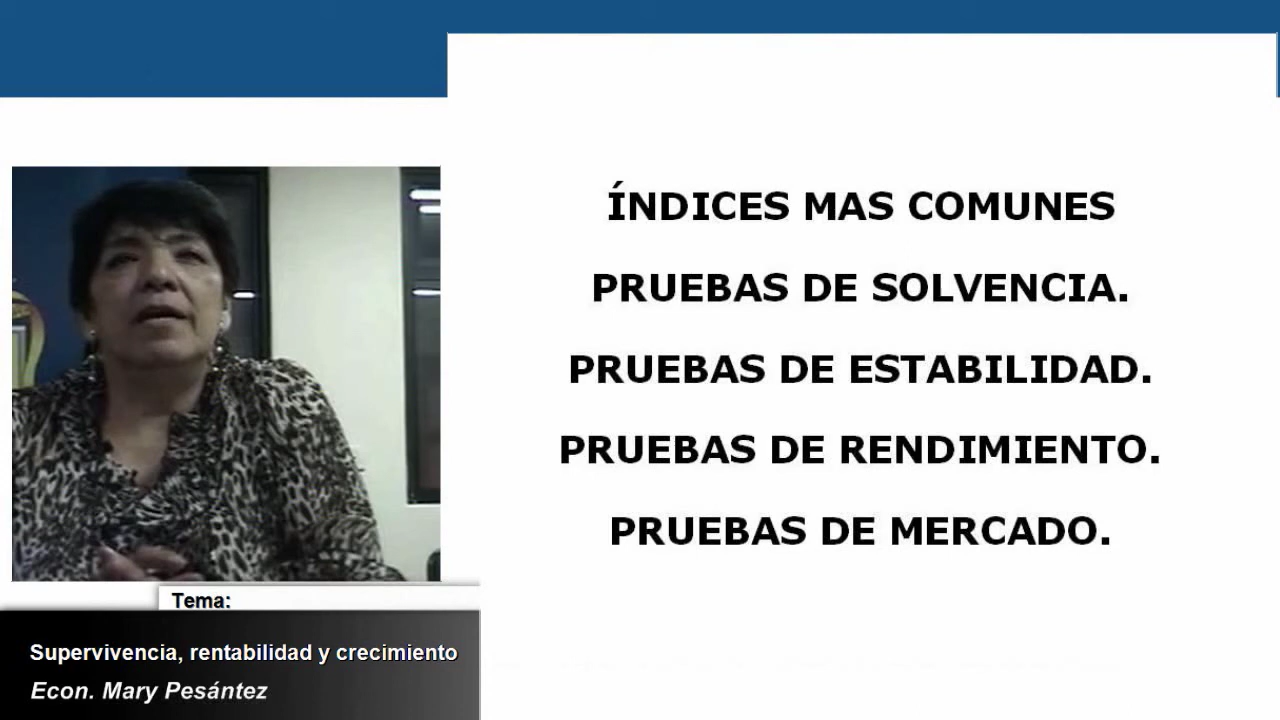 ÍNDICES MAS COMUNES
PRUEBAS DE SOLVENCIA.
PRUEBAS DE ESTABILIDAD.
PRUEBAS DE RENDIMIENTO.
PRUEBAS DE MERCADO.
Tema:
Supervivencia, rentabilidad y crecimiento
Econ. Mary Pesántez